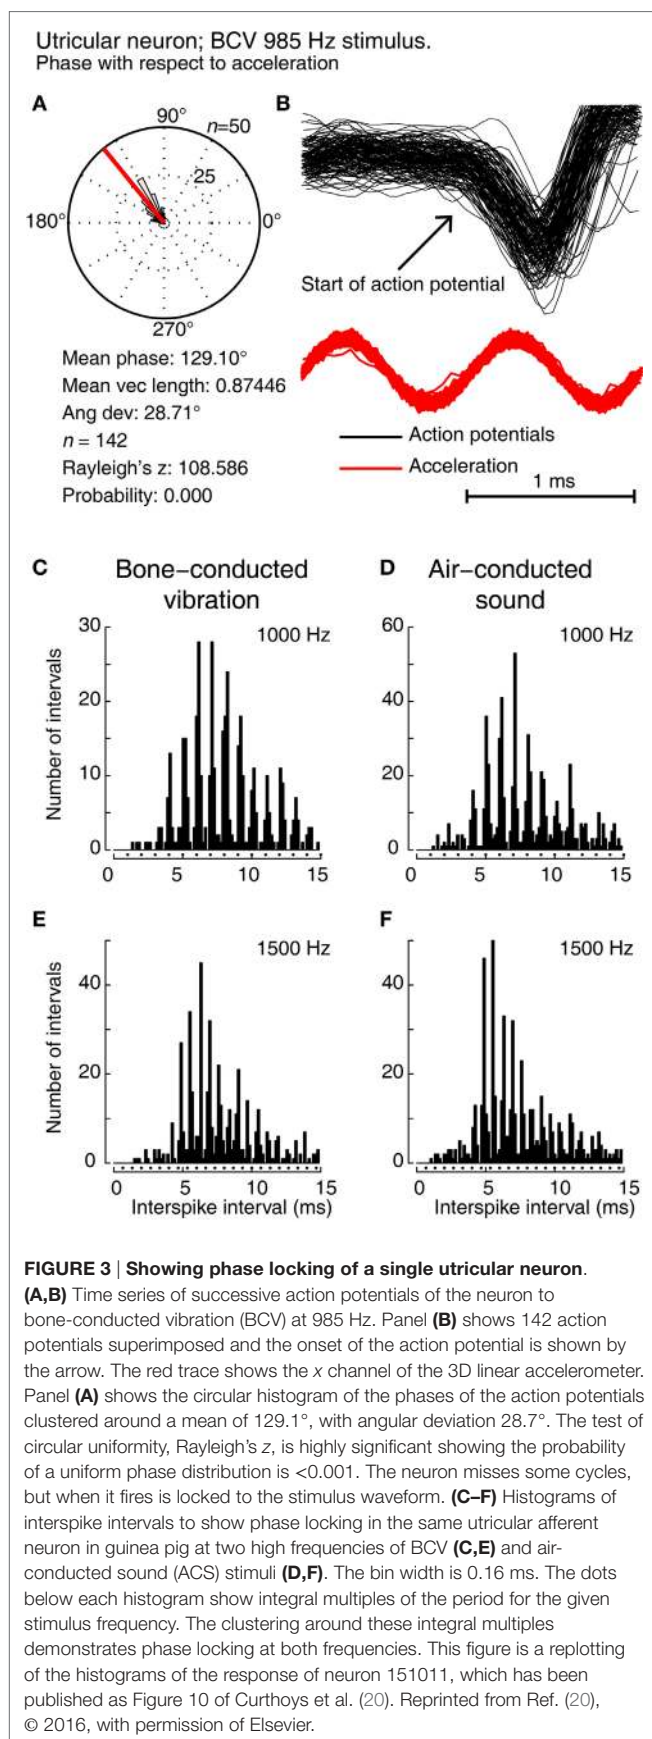 Utricular neuron; BCV 985 Hz stimulus.
Phase with respect to acceleration
A
90°
n=50
25
180°
0°
270°
Mean phase: 129.10°
Mean vec length: 0.87446
Ang dev: 28.71°
n = 142
Rayleigh's z: 108.586
Probability: 0.000
B
Start of action potential
Action potentials
Acceleration
1 ms
C
Bone–conducted
vibration
1000 Hz
Number of intervals
30
20
10
0
0 5 10 15
D
Air–conducted
sound
1000 Hz
60
40
20
0
0 5 10 15
E
1500 Hz
Number of intervals
40
20
0
0 5 10 15
Interspike interval (ms)
F
1500 Hz
40
20
0
0 5 10 15
Interspike interval (ms)
FIGURE 3 | Showing phase locking of a single utricular neuron.
(A,B) Time series of successive action potentials of the neuron to
bone-conducted vibration (BCV) at 985 Hz. Panel (B) shows 142 action
potentials superimposed and the onset of the action potential is shown by
the arrow. The red trace shows the x channel of the 3D linear accelerometer.
Panel (A) shows the circular histogram of the phases of the action potentials
clustered around a mean of 129.1°, with angular deviation 28.7°. The test of
circular uniformity, Rayleigh's z, is highly significant showing the probability
of a uniform phase distribution is <0.001. The neuron misses some cycles,
but when it fires is locked to the stimulus waveform. (C–F) Histograms of
interspike intervals to show phase locking in the same utricular afferent
neuron in guinea pig at two high frequencies of BCV (C,E) and air-
conducted sound (ACS) stimuli (D,F). The bin width is 0.16 ms. The dots
below each histogram show integral multiples of the period for the given
stimulus frequency. The clustering around these integral multiples
demonstrates phase locking at both frequencies. This figure is a replotting
of the histograms of the response of neuron 151011, which has been
published as Figure 10 of Curthoys et al. (20). Reprinted from Ref. (20),
© 2016, with permission of Elsevier.